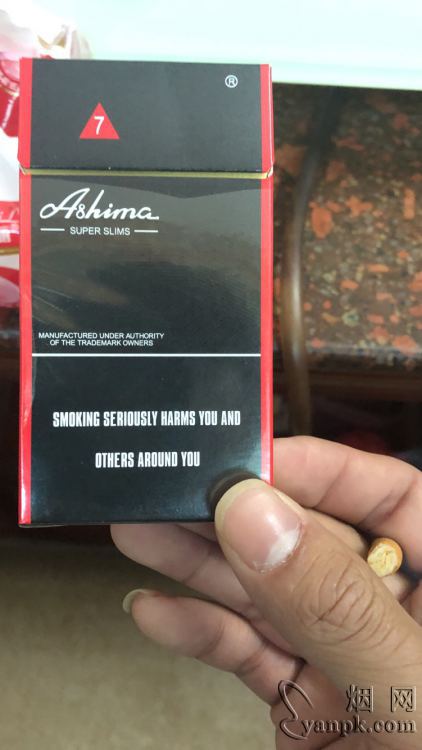 ®
7
Ashima
SUPER SLIMS
MANUFACTURED UNDER AUTHORITY
OF THE TRADEMARK OWNERS
SMOKING SERIOUSLY HARMS YOU AND
OTHERS AROUND YOU
烟网
yanpk.com